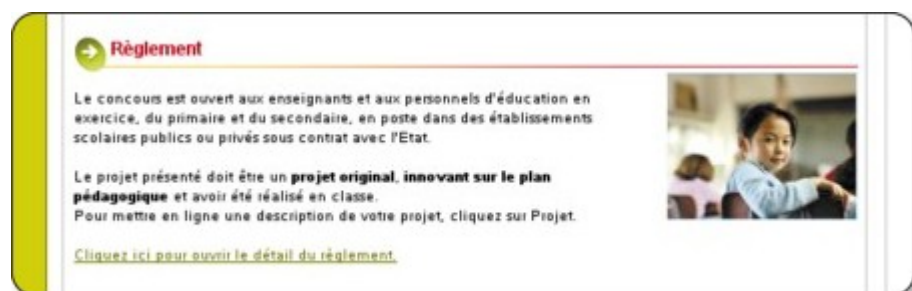 Règlement
Le concours est ouvert aux enseignants et aux personnels d'éducation en
exercice, du primaire et du secondaire, en poste dans des établissements
scolaires publics ou privés sous contrat avec l'Etat.
Le projet présenté doit être un projet original, innovant sur le plan
pédagogique et avoir été réalisé en classe.
Pour mettre en ligne une description de votre projet, cliquez sur Projet.
Cliquez ici pour ouvrir le détail du règlement.